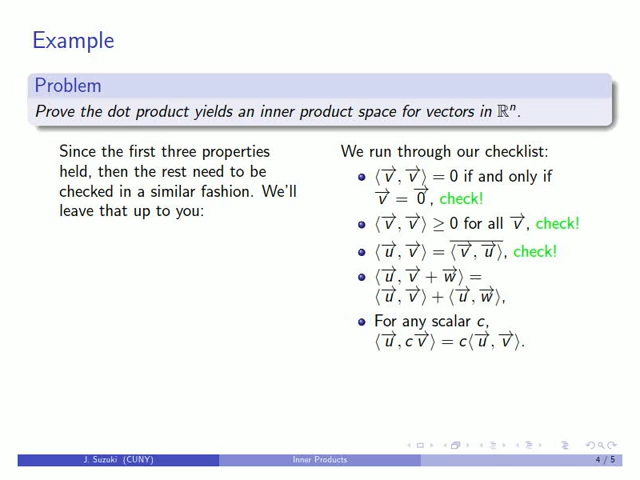 Example
Problem
Prove the dot product yields an inner product space for vectors in ℝⁿ.
Since the first three properties
held, then the rest need to be
checked in a similar fashion. We'll
leave that up to you:
We run through our checklist:
⟨v⃗, v⃗⟩ = 0 if and only if
v⃗ = 0⃗, check!
⟨v⃗, v⃗⟩ ≥ 0 for all v⃗, check!
⟨u⃗, v⃗⟩ = \overline{⟨v⃗, u⃗⟩}, check!
⟨u⃗, v⃗ + w⃗⟩ =
⟨u⃗, v⃗⟩ + ⟨u⃗, w⃗⟩,
For any scalar c,
⟨u⃗, cv⃗⟩ = c⟨u⃗, v⃗⟩.
J. Suzuki (CUNY)
Inner Products
4 / 5